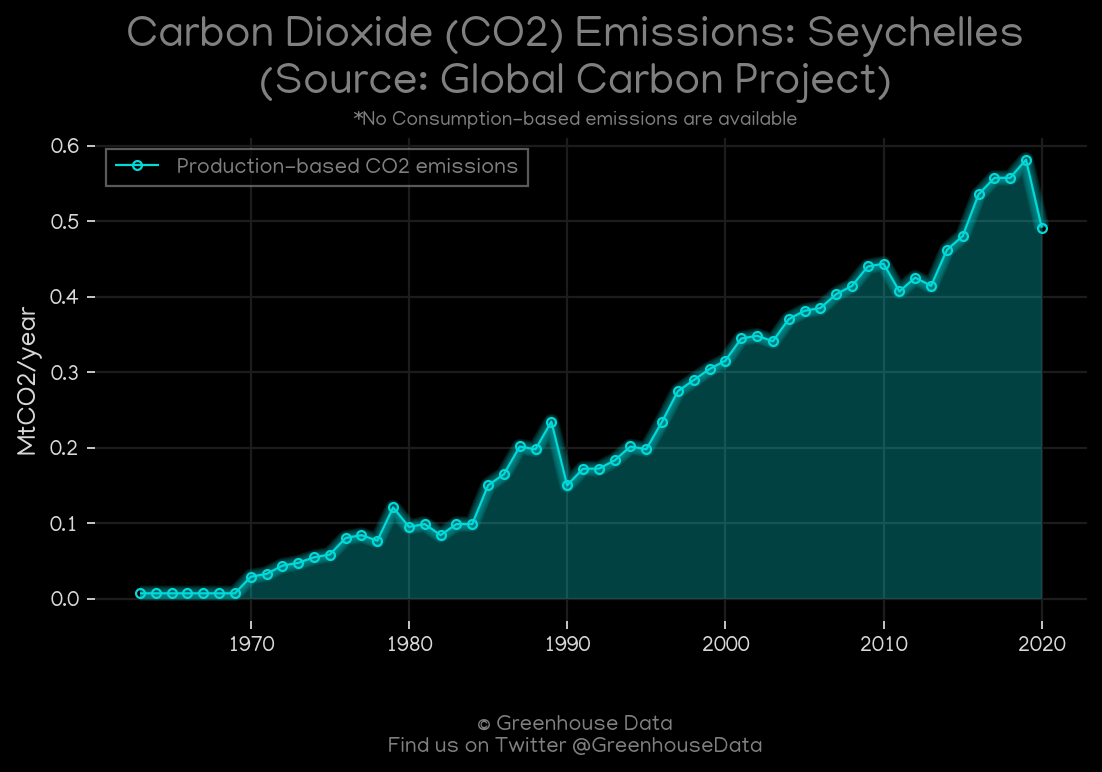 Carbon Dioxide (CO2) Emissions: Seychelles
(Source: Global Carbon Project)
*No Consumption-based emissions are available
Production-based CO2 emissions
MtCO2/year
0.6
0.5
0.4
0.3
0.2
0.1
0.0
1970 1980 1990 2000 2010 2020
© Greenhouse Data
Find us on Twitter @GreenhouseData